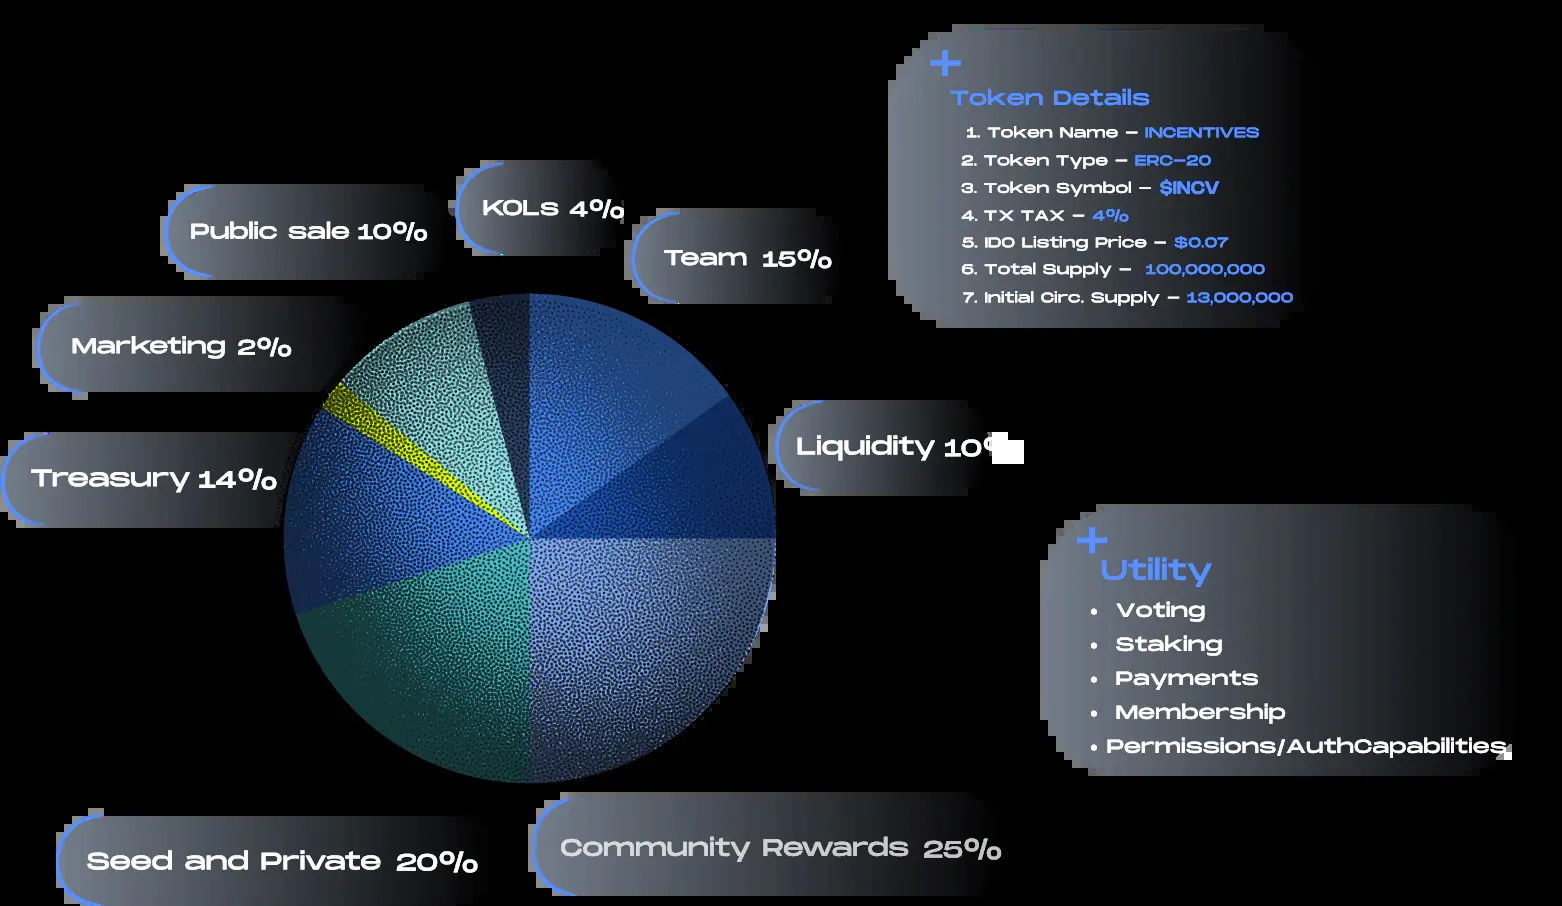 Token Details
1. Token Name – INCENTIVES
2. Token Type – ERC-20
3. Token Symbol – $INCV
4. TX TAX – 4%
5. IDO Listing Price – $0.07
6. Total Supply – 100,000,000
7. Initial Circ. Supply – 13,000,000
KOLs 4%
Public sale 10%
Team 15%
Marketing 2%
Liquidity 10%
Treasury 14%
Utility
• Voting
• Staking
• Payments
• Membership
• Permissions/AuthCapabilities
Community Rewards 25%
Seed and Private 20%